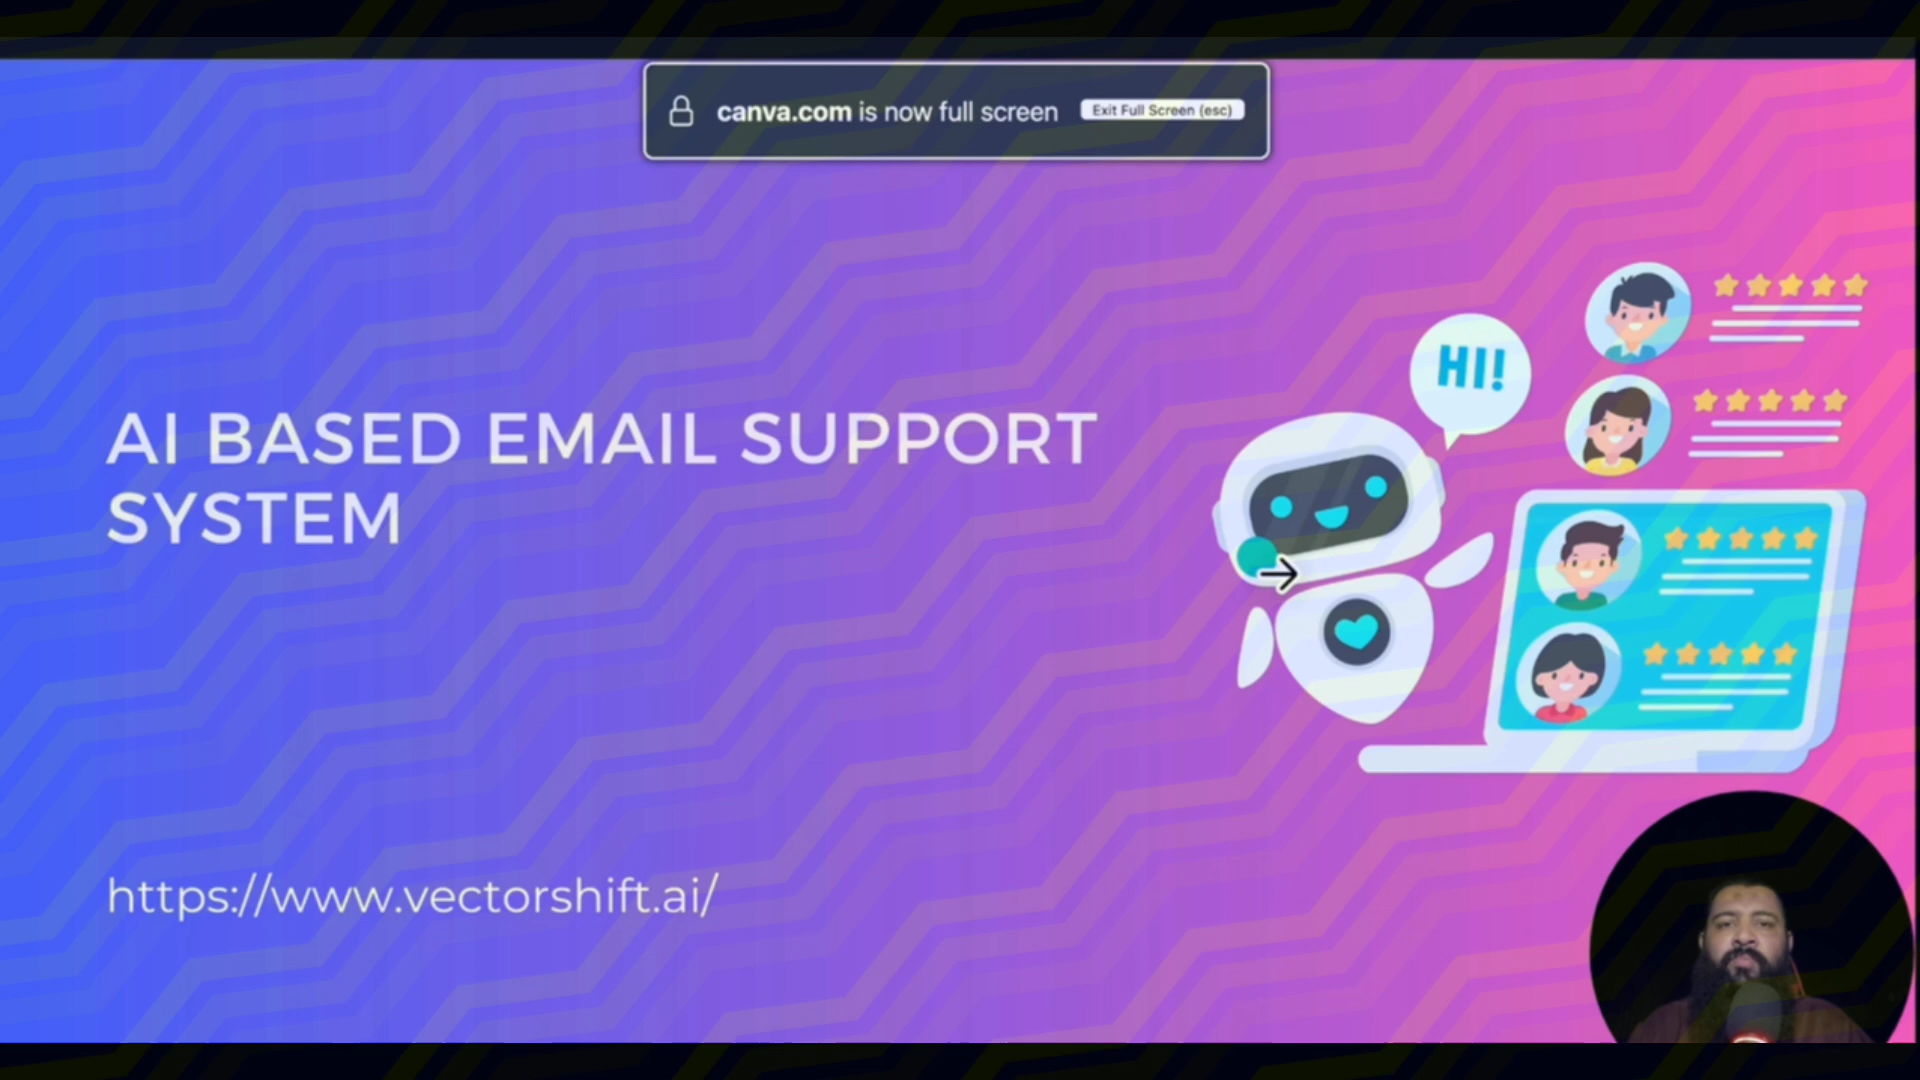 canva.com is now full screen Exit Full Screen (esc)
HI!
AI BASED EMAIL SUPPORT
SYSTEM
https://www.vectorshift.ai/